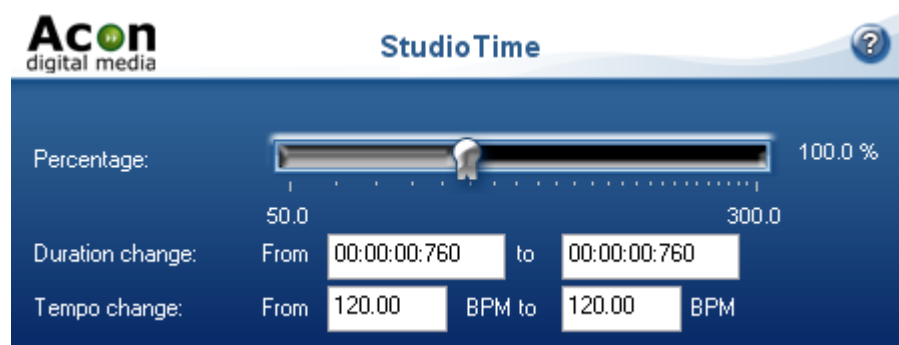 Acon
digital media
StudioTime
?
Percentage:
100.0 %
50.0
300.0
Duration change: From 00:00:00:760 to 00:00:00:760
Tempo change: From 120.00 BPM to 120.00 BPM